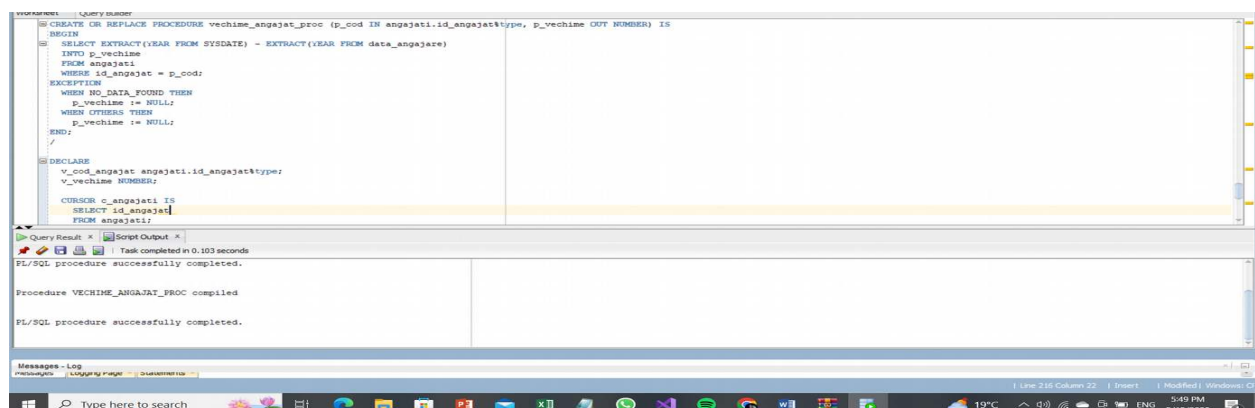 Worksheet Query Builder
CREATE OR REPLACE PROCEDURE vechime_angajat_proc (p_cod IN angajati.id_angajat%type, p_vechime OUT NUMBER) IS
BEGIN
SELECT EXTRACT(YEAR FROM SYSDATE) - EXTRACT(YEAR FROM data_angajare)
INTO p_vechime
FROM angajati
WHERE id_angajat = p_cod;
EXCEPTION
WHEN NO_DATA_FOUND THEN
p_vechime := NULL;
WHEN OTHERS THEN
p_vechime := NULL;
END;
/
DECLARE
v_cod_angajat angajati.id_angajat%type;
v_vechime NUMBER;
CURSOR c_angajati IS
SELECT id_angajat
FROM angajati;
Query Result × Script Output ×
Task completed in 0.103 seconds
PL/SQL procedure successfully completed.
Procedure VECHIME_ANGAJAT_PROC compiled
PL/SQL procedure successfully completed.
Messages - Log
Messages Logging Page × Statements ×
Line 216 Column 22 | Insert | Modified | Windows: C
Type here to search
19°C ENG 5:49 PM